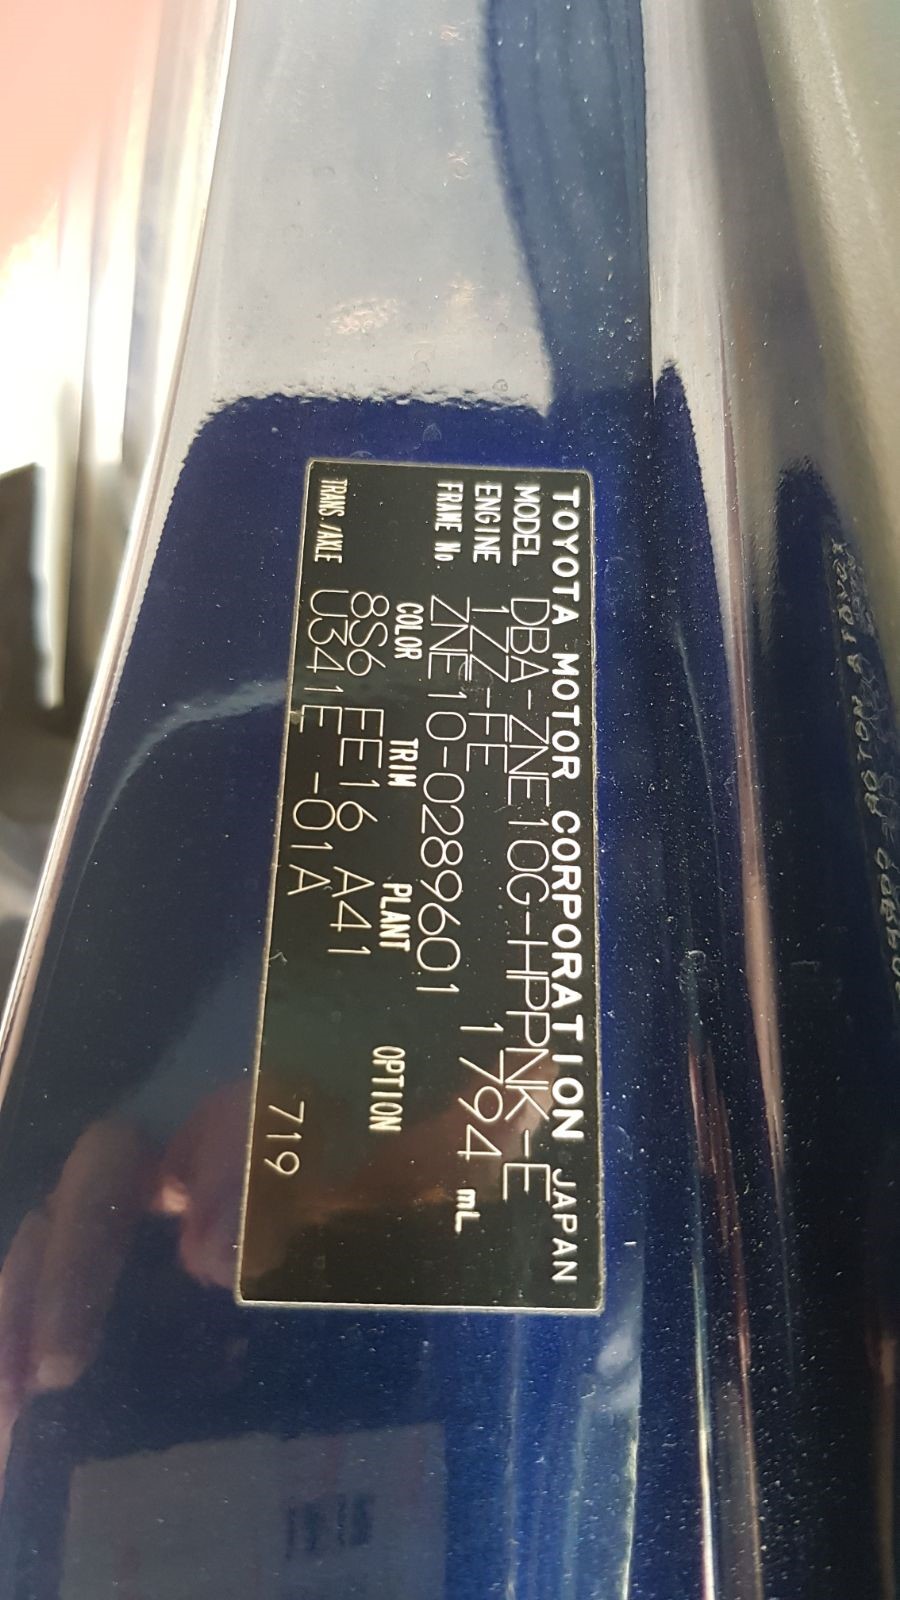 TOYOTA MOTOR CORPORATION JAPAN
MODEL DBA-ZNE10G-HPPNK-E
ENGINE 1ZZ-FE 1794 mL
FRAME No. ZNE10-0289601
COLOR TRIM PLANT OPTION
8S6 FE16 A41
TRANS./AXLE U341E -01A 719